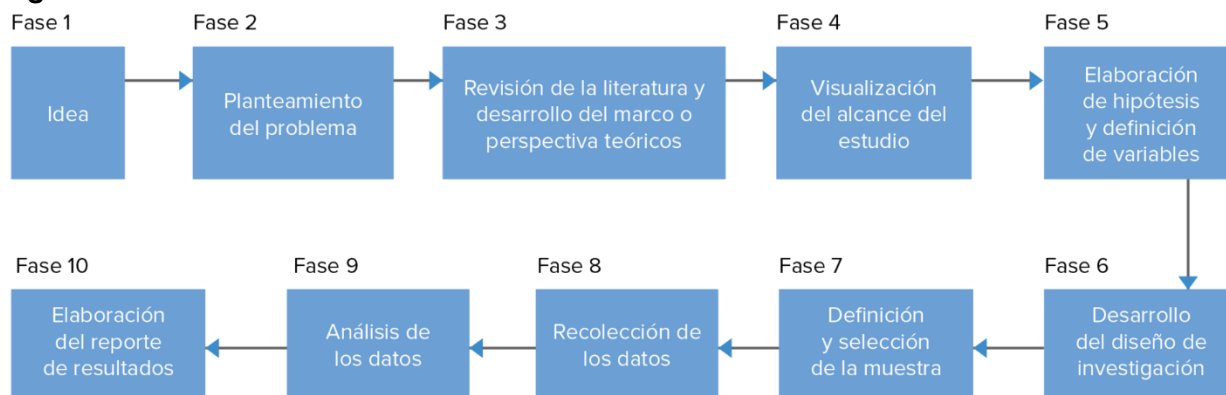 Fase 1
Idea
Fase 2
Planteamiento
del problema
Fase 3
Revisión de la literatura y
desarrollo del marco o
perspectiva teóricos
Fase 4
Visualización
del alcance del
estudio
Fase 5
Elaboración
de hipótesis
y definición
de variables
Fase 6
Desarrollo
del diseño de
investigación
Fase 7
Definición
y selección
de la muestra
Fase 8
Recolección de
los datos
Fase 9
Análisis de
los datos
Fase 10
Elaboración
del reporte
de resultados